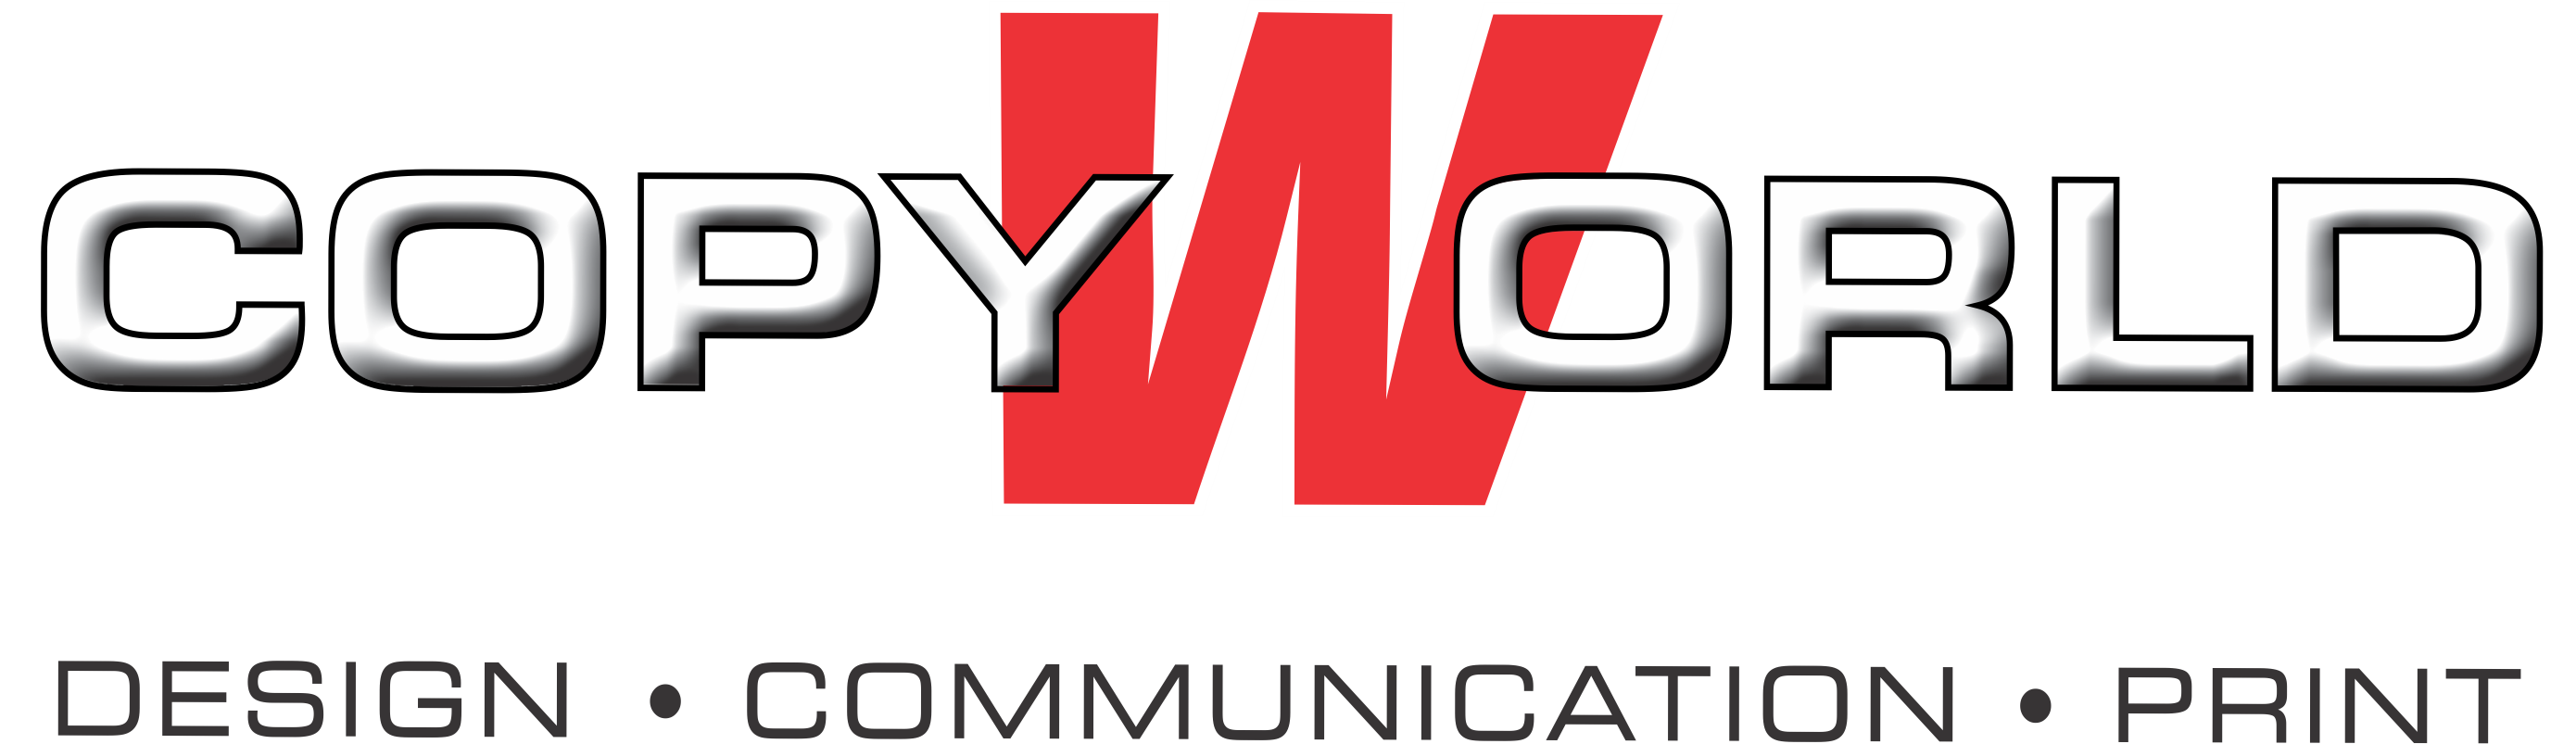 COPYWORLD
DESIGN • COMMUNICATION • PRINT